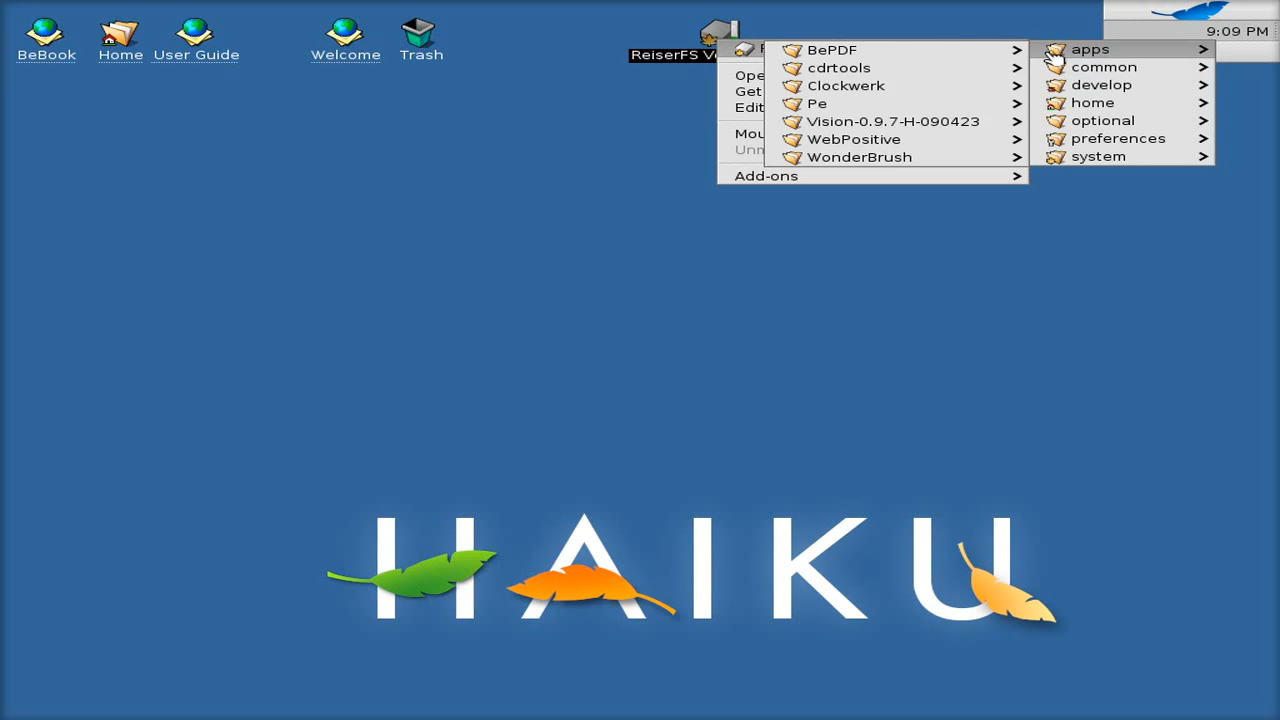 BeBook
Home
User Guide
Welcome
Trash
ReiserFS
9:09 PM
BePDF
cdrtools
Clockwerk
Pe
Vision-0.9.7-H-090423
WebPositive
WonderBrush
Add-ons
apps
common
develop
home
optional
preferences
system
HAIKU